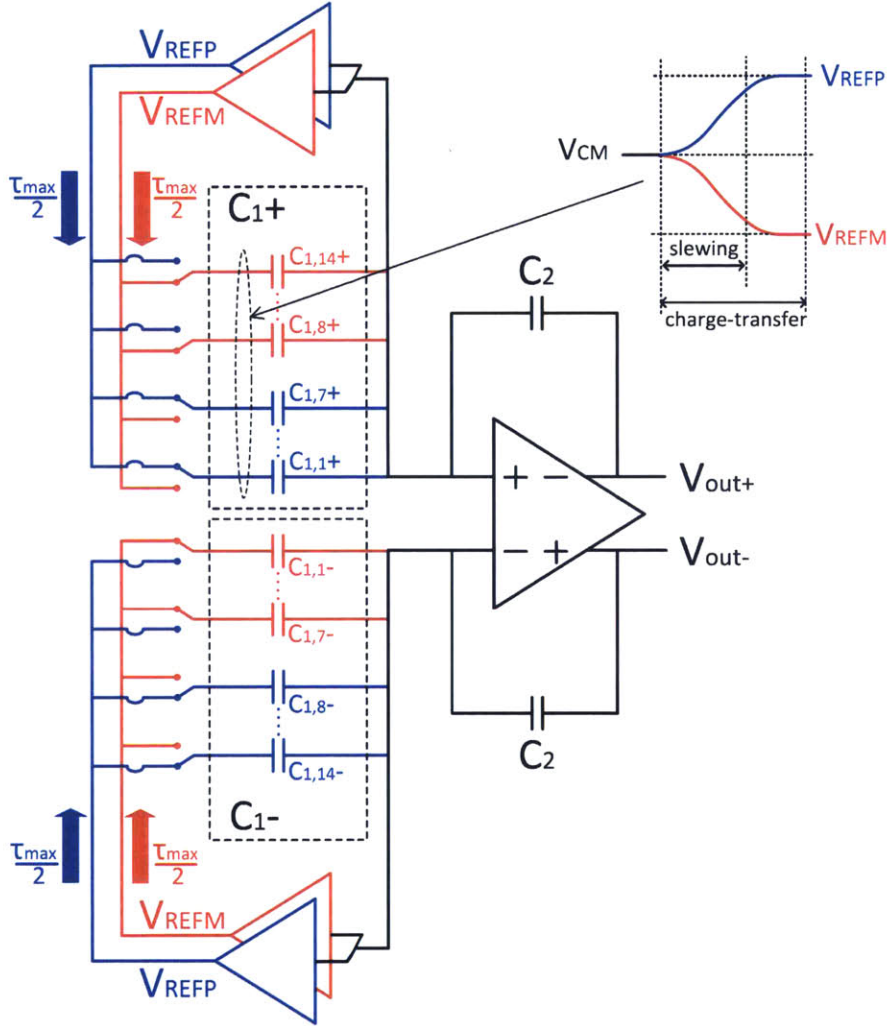 VREFP
VREFM
τmax
2
τmax
2
C1+
C1,14+
C1,8+
C1,7+
C1,1+
VCM
VREFP
VREFM
slewing
charge-transfer
C2
+ −
− +
Vout+
Vout-
C1,1-
C1,7-
C1,8-
C1,14-
C1-
C2
τmax
2
τmax
2
VREFM
VREFP